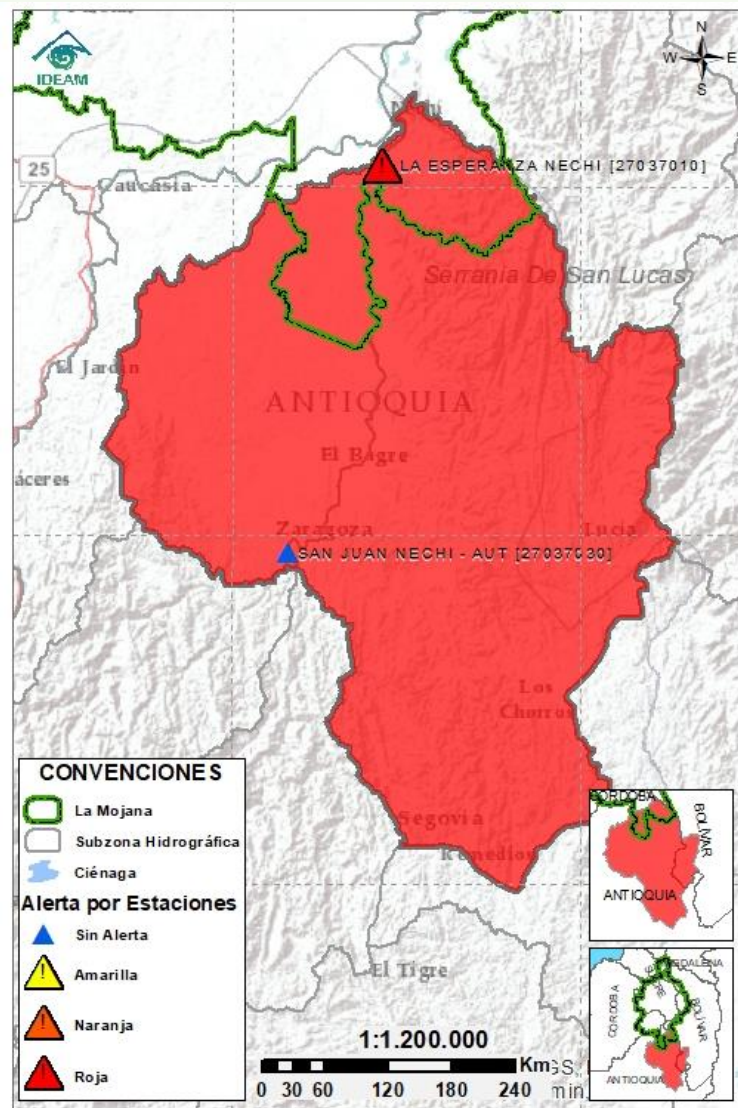 IDEAM
N
W E
S
25
Caucasia
LA ESPERANZA NECHI [27037010]
Serrania De San Lucas
El Jardin
ANTIOQUIA
El Bagre
áceres
Zaragoza
Lucia
SAN JUAN NECHI - AUT [27037030]
Los
Chorros
Segovia
Remedios
El Tigre
CONVENCIONES
La Mojana
Subzona Hidrográfica
Ciénaga
Alerta por Estaciones
Sin Alerta
Amarilla
Naranja
Roja
1:1.200.000
Km
0 30 60 120 180 240
CORDOBA
BOLÍVAR
ANTIOQUIA
CORDOBA
BOLÍVAR
ANTIOQUIA